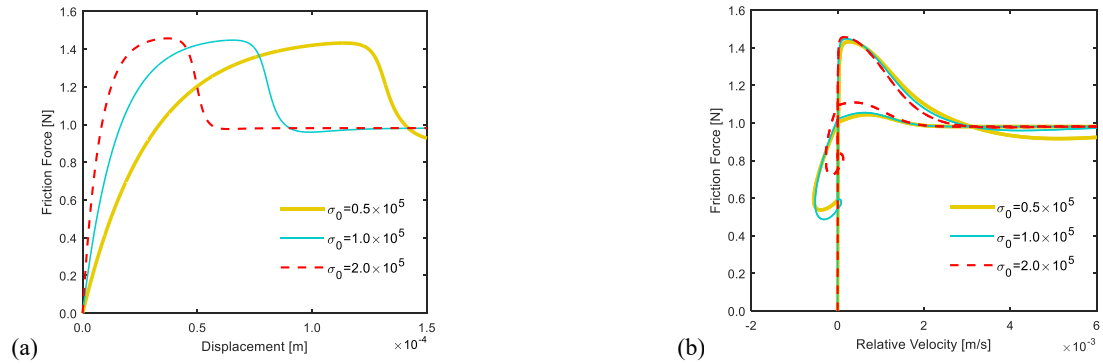 1.6
1.4
1.2
1.0
0.8
0.6
0.4
0.2
0.0
Friction Force [N]
σ0=0.5×10^5
σ0=1.0×10^5
σ0=2.0×10^5
0.0 0.5 1.0 1.5
Displacement [m] ×10^-4
(a)
1.6
1.4
1.2
1.0
0.8
0.6
0.4
0.2
0.0
Friction Force [N]
σ0=0.5×10^5
σ0=1.0×10^5
σ0=2.0×10^5
-2 0 2 4 6
Relative Velocity [m/s] ×10^-3
(b)